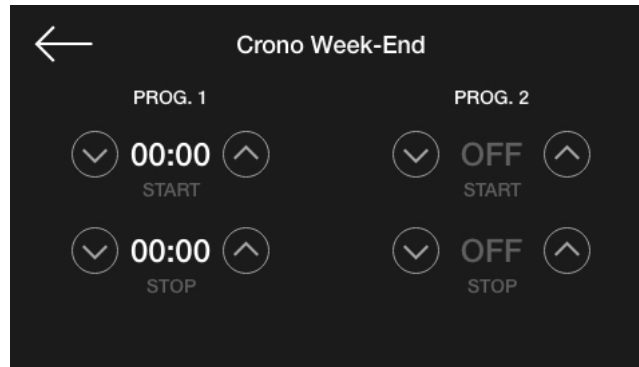 Crono Week-End
PROG. 1 PROG. 2
00:00 OFF
START START
00:00 OFF
STOP STOP